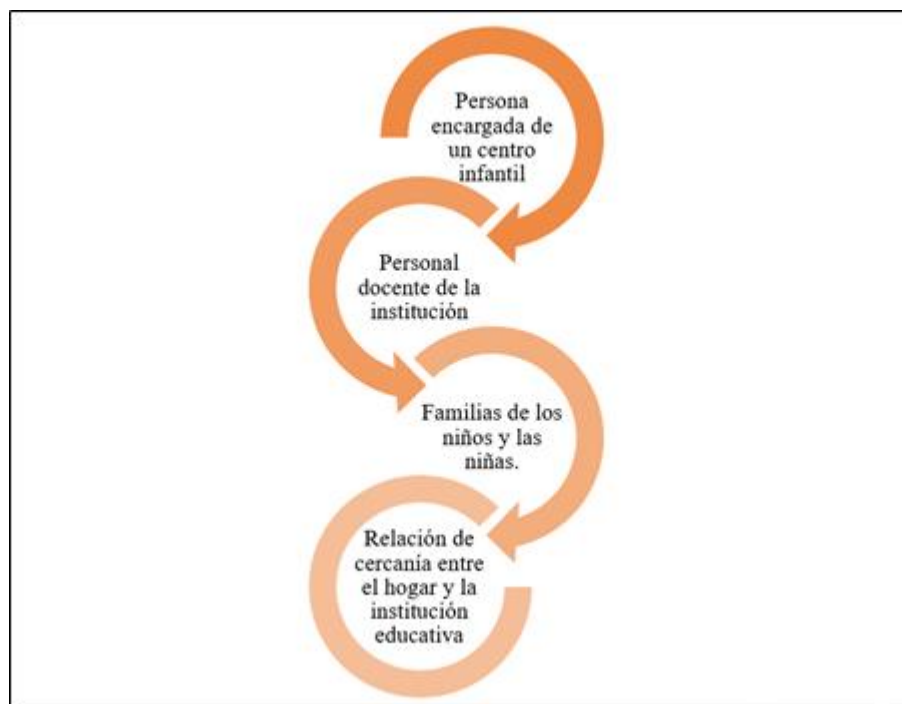 Persona
encargada de
un centro
infantil
Personal
docente de la
institución
Familias de los
niños y las
niñas.
Relación de
cercanía entre
el hogar y la
institución
educativa